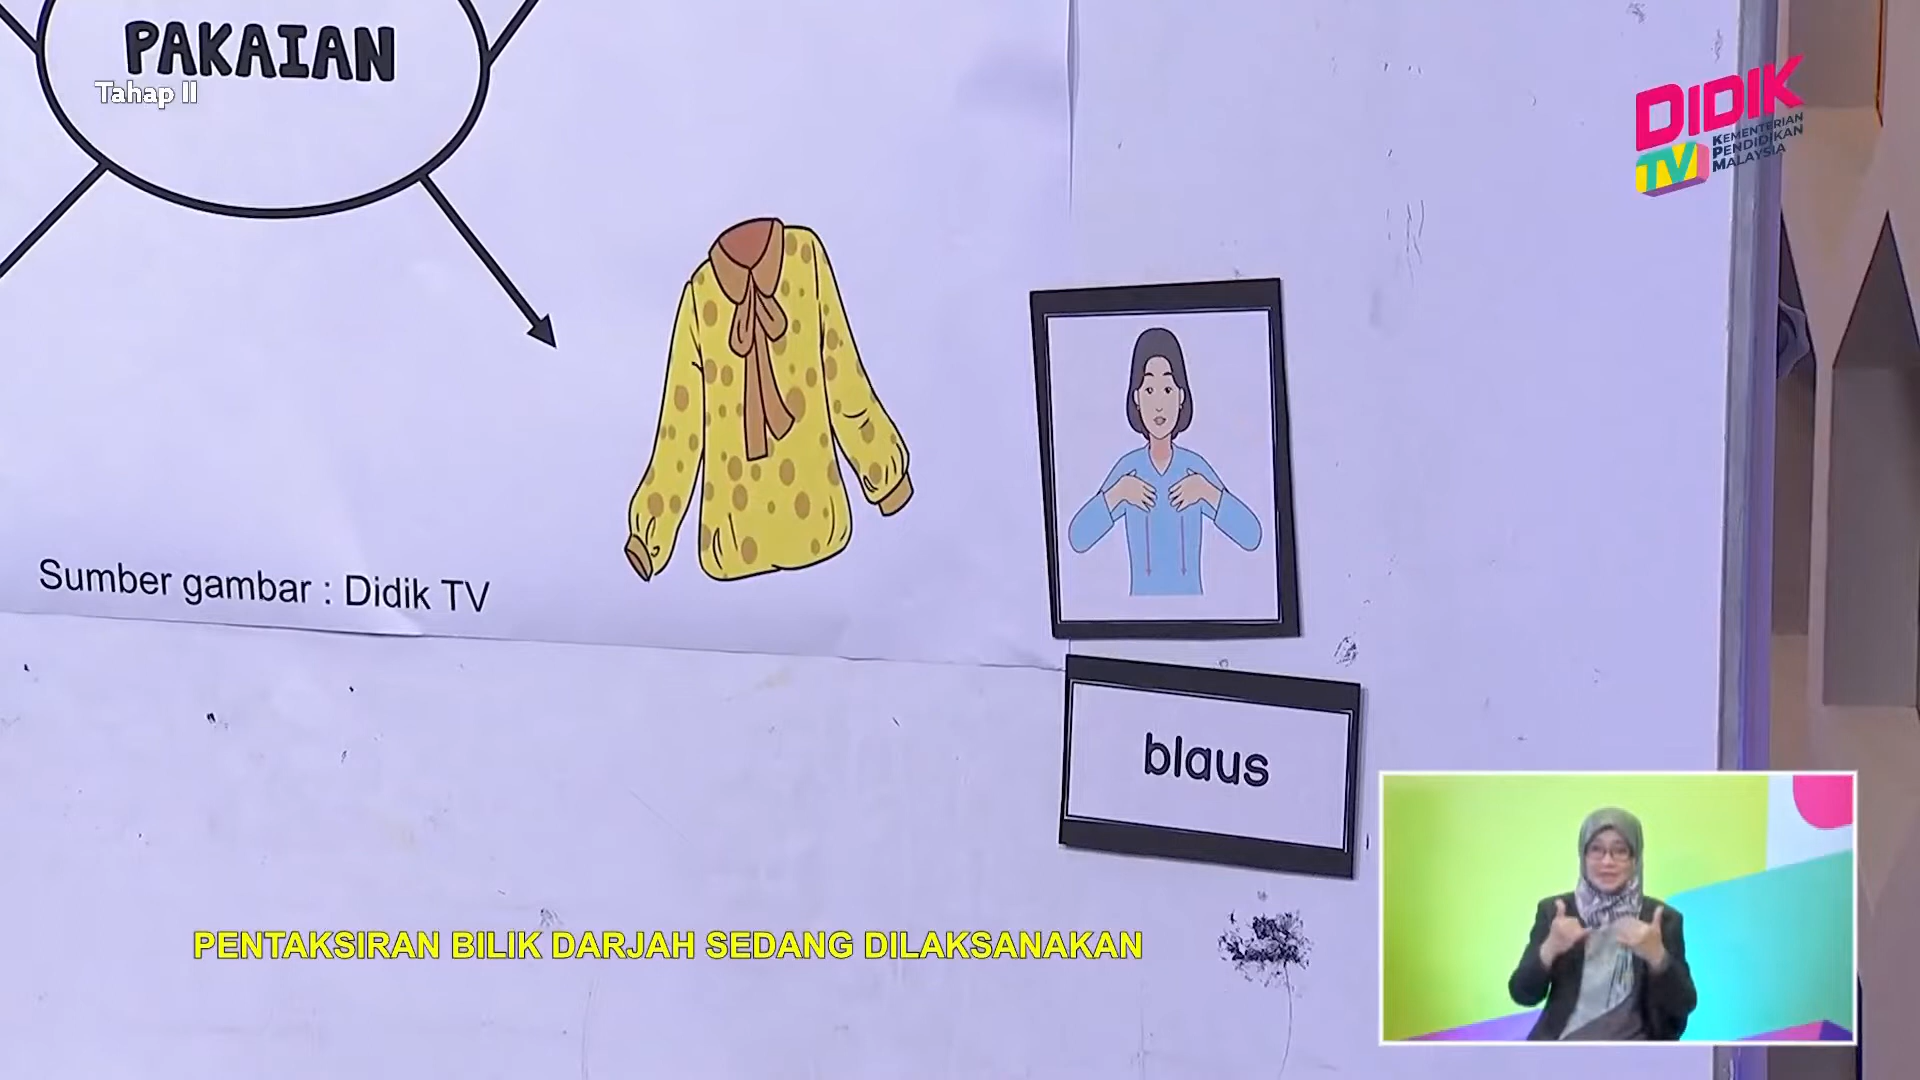 PAKAIAN
Tahap II
DIDIK
TV
KEMENTERIAN
PENDIDIKAN
MALAYSIA
Sumber gambar : Didik TV
blaus
PENTAKSIRAN BILIK DARJAH SEDANG DILAKSANAKAN